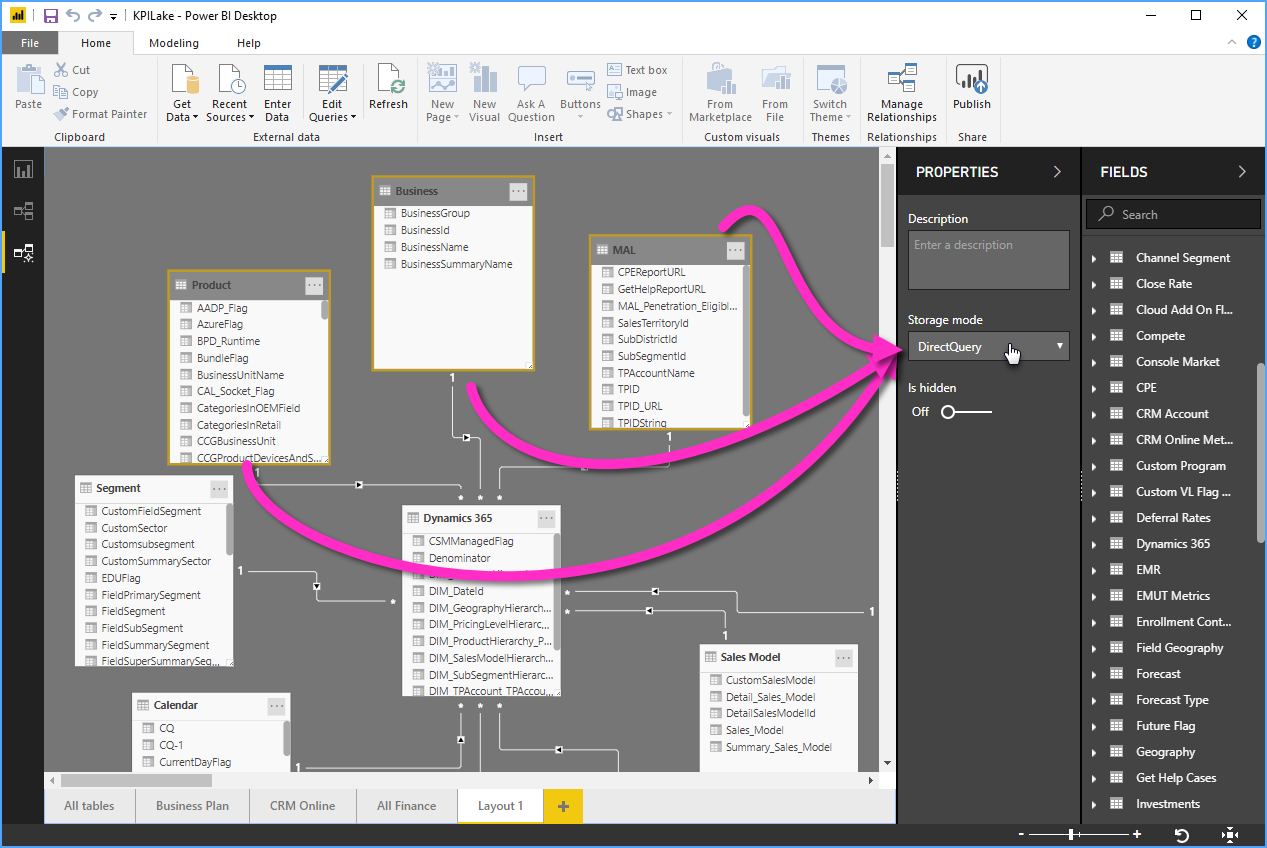 KPILake - Power BI Desktop
File Home Modeling Help
Paste
Cut
Copy
Format Painter
Clipboard
Get Data
Recent Sources
Enter Data
Edit Queries
External data
Refresh
New Page
New Visual
Ask A Question
Buttons
Text box
Image
Shapes
Insert
From Marketplace
From File
Custom visuals
Switch Theme
Themes
Manage Relationships
Relationships
Publish
Share
Business
BusinessGroup
BusinessId
BusinessName
BusinessSummaryName
1
MAL
CPEReportURL
GetHelpReportURL
MAL_Penetration_Eligibl...
SalesTerritoryId
SubDistrictId
SubSegmentId
TPAccountName
TPID
TPID_URL
TPIDString
1
Product
AADP_Flag
AzureFlag
BPD_Runtime
BundleFlag
BusinessUnitName
CAL_Socket_Flag
CategoriesInOEMField
CategoriesInRetail
CCGBusinessUnit
CCGProductDevicesAndS...
1
Segment
CustomFieldSegment
CustomSector
Customsubsegment
CustomSummarySector
EDUFlag
FieldPrimarySegment
FieldSegment
FieldSubSegment
FieldSummarySegment
FieldSuperSummarySeg...
1
* * *
Dynamics 365
CSMManagedFlag
Denominator
DIM_DateId
DIM_GeographyHierarch...
DIM_PricingLevelHierarc...
DIM_ProductHierarchy_P...
DIM_SalesModelHierarch...
DIM_SubSegmentHierarc...
DIM_TPAccount_TPAccou...
*
*
*
1
1
* * *
Sales Model
CustomSalesModel
Detail_Sales_Model
DetailSalesModelId
Sales_Model
Summary_Sales_Model
Calendar
CQ
CQ-1
CurrentDayFlag
1
All tables
Business Plan
CRM Online
All Finance
Layout 1
+
PROPERTIES
Description
Enter a description
Storage mode
DirectQuery
Is hidden
Off
FIELDS
Search
Channel Segment
Close Rate
Cloud Add On Fl...
Compete
Console Market
CPE
CRM Account
CRM Online Met...
Custom Program
Custom VL Flag ...
Deferral Rates
Dynamics 365
EMR
EMUT Metrics
Enrollment Cont...
Field Geography
Forecast
Forecast Type
Future Flag
Geography
Get Help Cases
Investments
- +